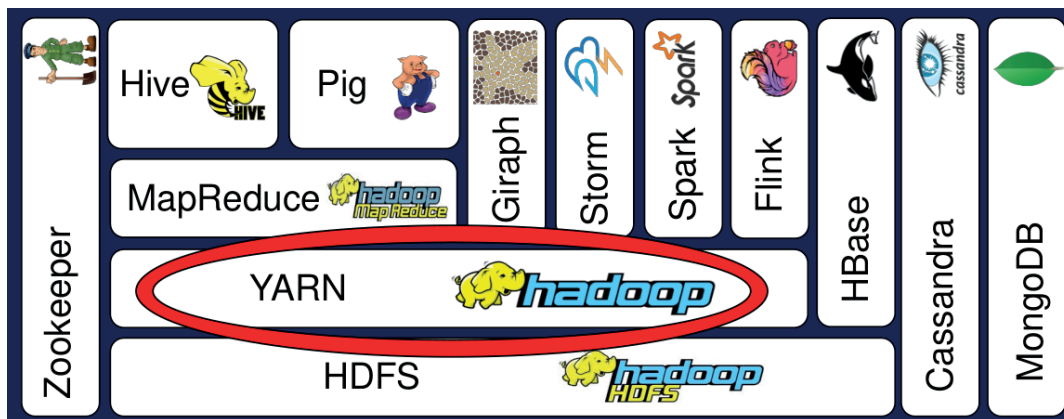 Zookeeper
Hive
HIVE
Pig
MapReduce
hadoop
Map Reduce
Giraph
Storm
Spark
Spark
Flink
YARN
hadoop
HDFS
hadoop
HDFS
HBase
cassandra
Cassandra
MongoDB